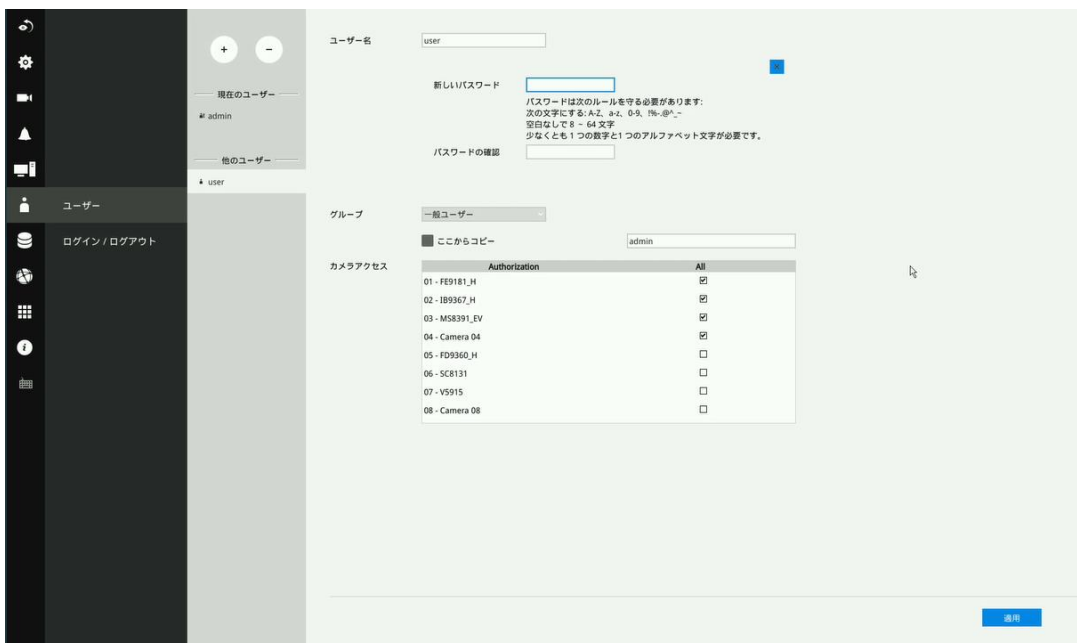 +
-
現在のユーザー
admin
他のユーザー
user
ユーザー
ログイン / ログアウト
ユーザー名
user
新しいパスワード
パスワードは次のルールを守る必要があります:
次の文字にする: A-Z、a-z、0-9、!%-.@^_~
空白なしで 8 ~ 64 文字
少なくとも 1 つの数字と1 つのアルファベット文字が必要です。
パスワードの確認
グループ
一般ユーザー
ここからコピー
admin
カメラアクセス
Authorization All
01 - FE9181_H
02 - IB9367_H
03 - MS8391_EV
04 - Camera 04
05 - FD9360_H
06 - SC8131
07 - V5915
08 - Camera 08
適用